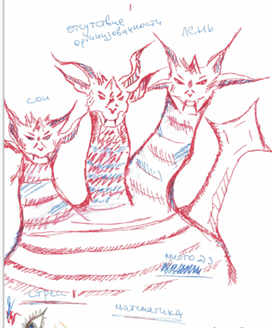 отсутствие
организованности
лень
сон
много дз
стресс
математика